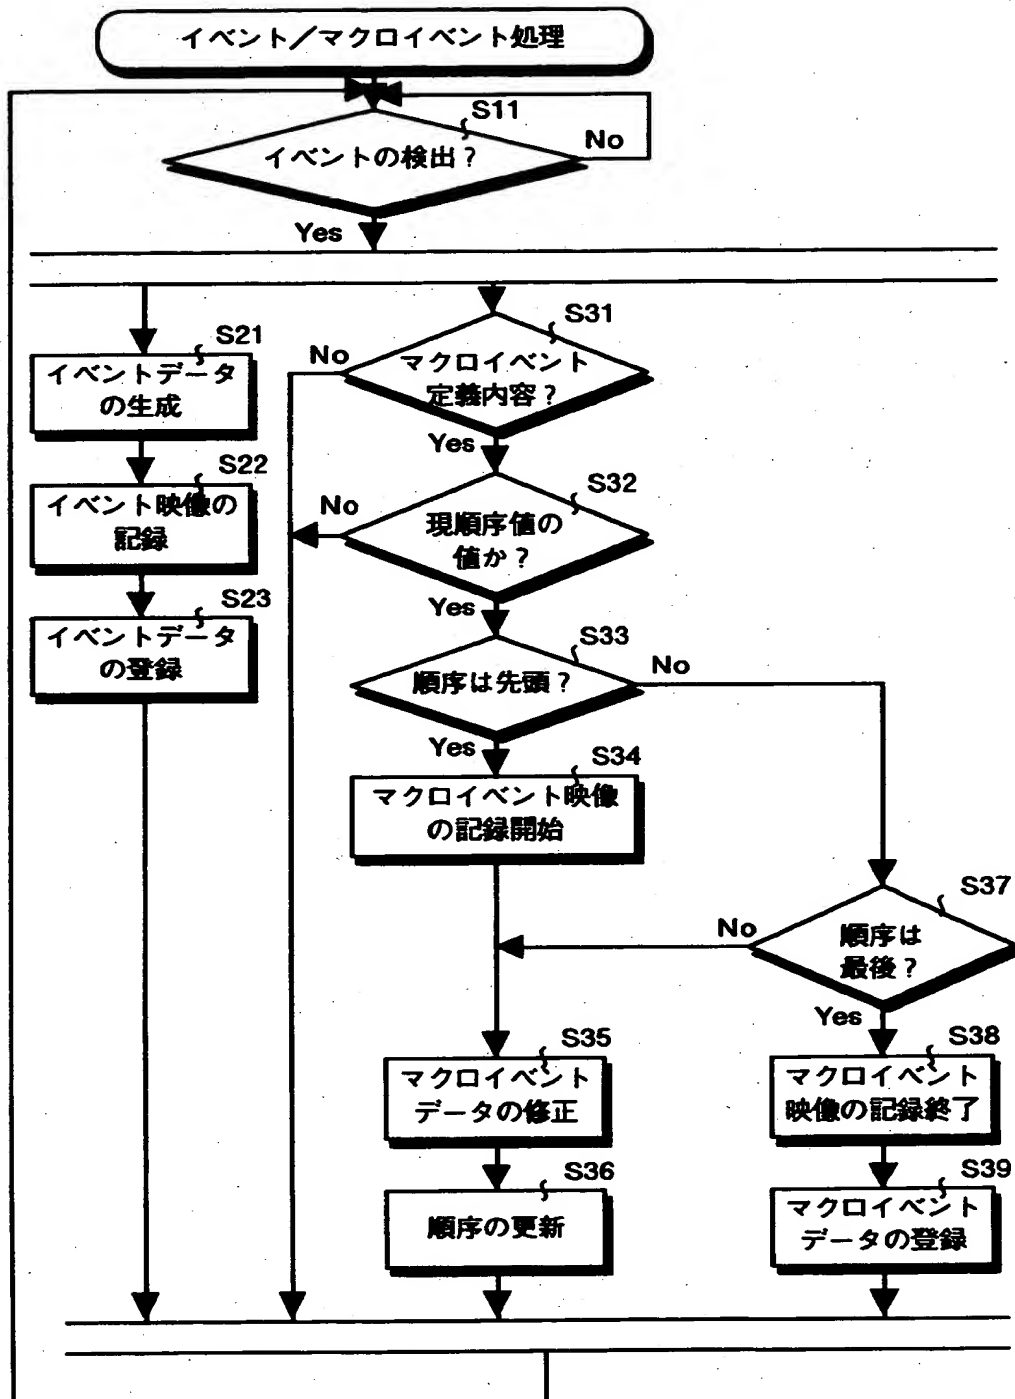 イベント／マクロイベント処理
S11
イベントの検出？
No
Yes
S21
イベントデータ
の生成
S22
イベント映像の
記録
S23
イベントデータ
の登録
S31
No
マクロイベント
定義内容？
Yes
S32
No
現順序値の
値か？
Yes
S33
順序は先頭？
No
Yes
S34
マクロイベント映像
の記録開始
S37
No
順序は
最後？
Yes
S35
マクロイベント
データの修正
S36
順序の更新
S38
マクロイベント
映像の記録終了
S39
マクロイベント
データの登録